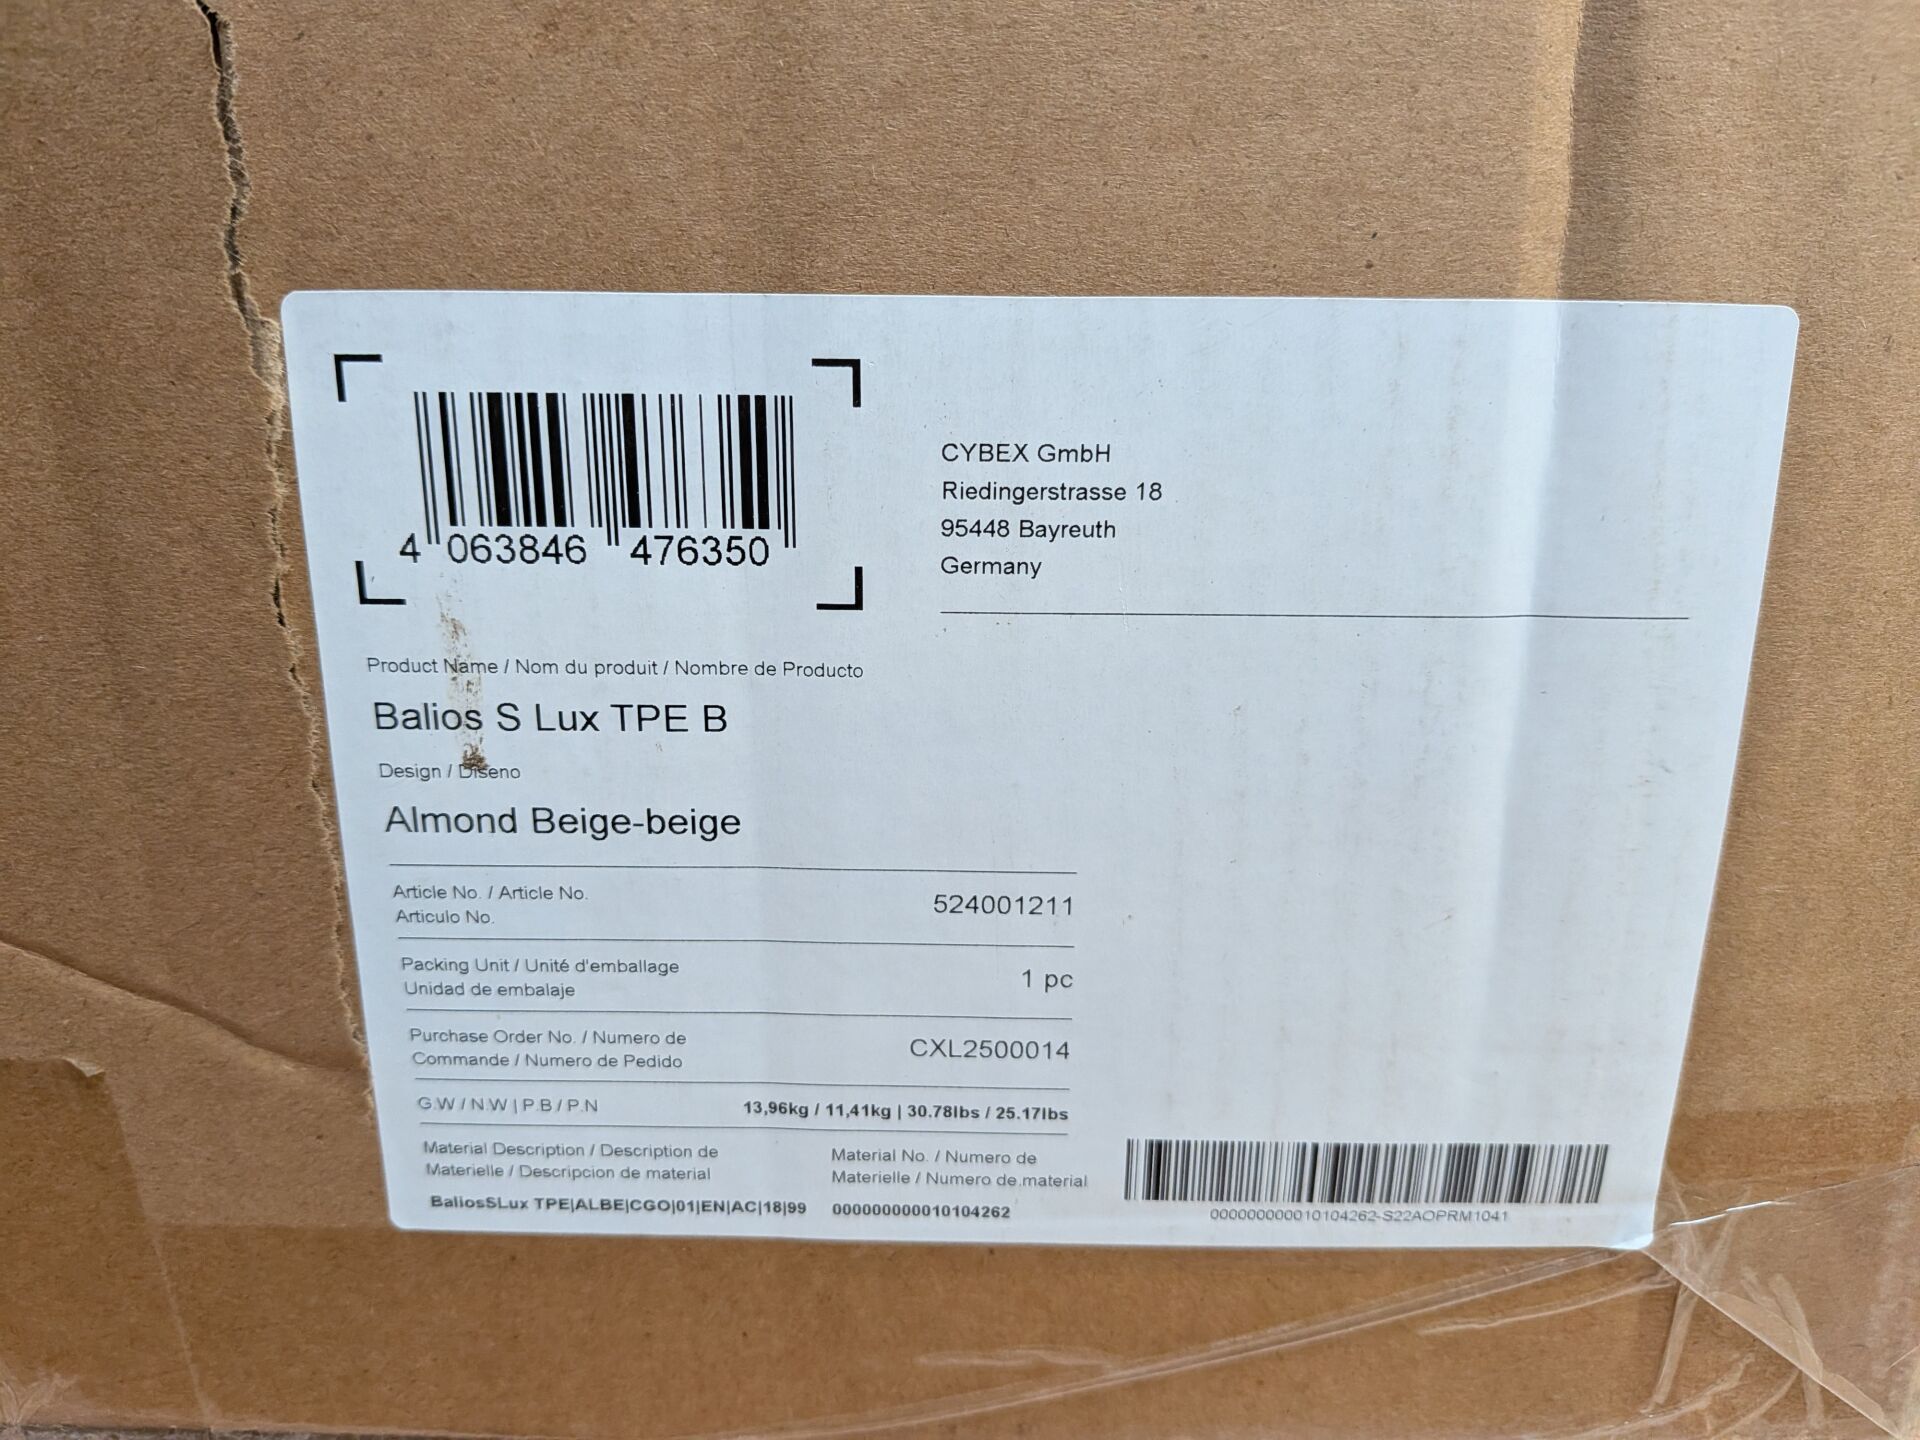 4 063846 476350
CYBEX GmbH
Riedingerstrasse 18
95448 Bayreuth
Germany
Product Name / Nom du produit / Nombre de Producto
Balios S Lux TPE B
Design / Diseno
Almond Beige-beige
Article No. / Article No.
Articulo No.
524001211
Packing Unit / Unité d'emballage
Unidad de embalaje
1 pc
Purchase Order No. / Numero de
Commande / Numero de Pedido
CXL2500014
G.W / N.W | P.B / P.N
13,96kg / 11,41kg | 30.78lbs / 25.17lbs
Material Description / Description de
Materielle / Descripcion de material
BaliosSLux TPE|ALBE|CGO|01|EN|AC|18|99
Material No. / Numero de
Materielle / Numero de.material
000000000010104262
000000000010104262-S22AOPRM1041